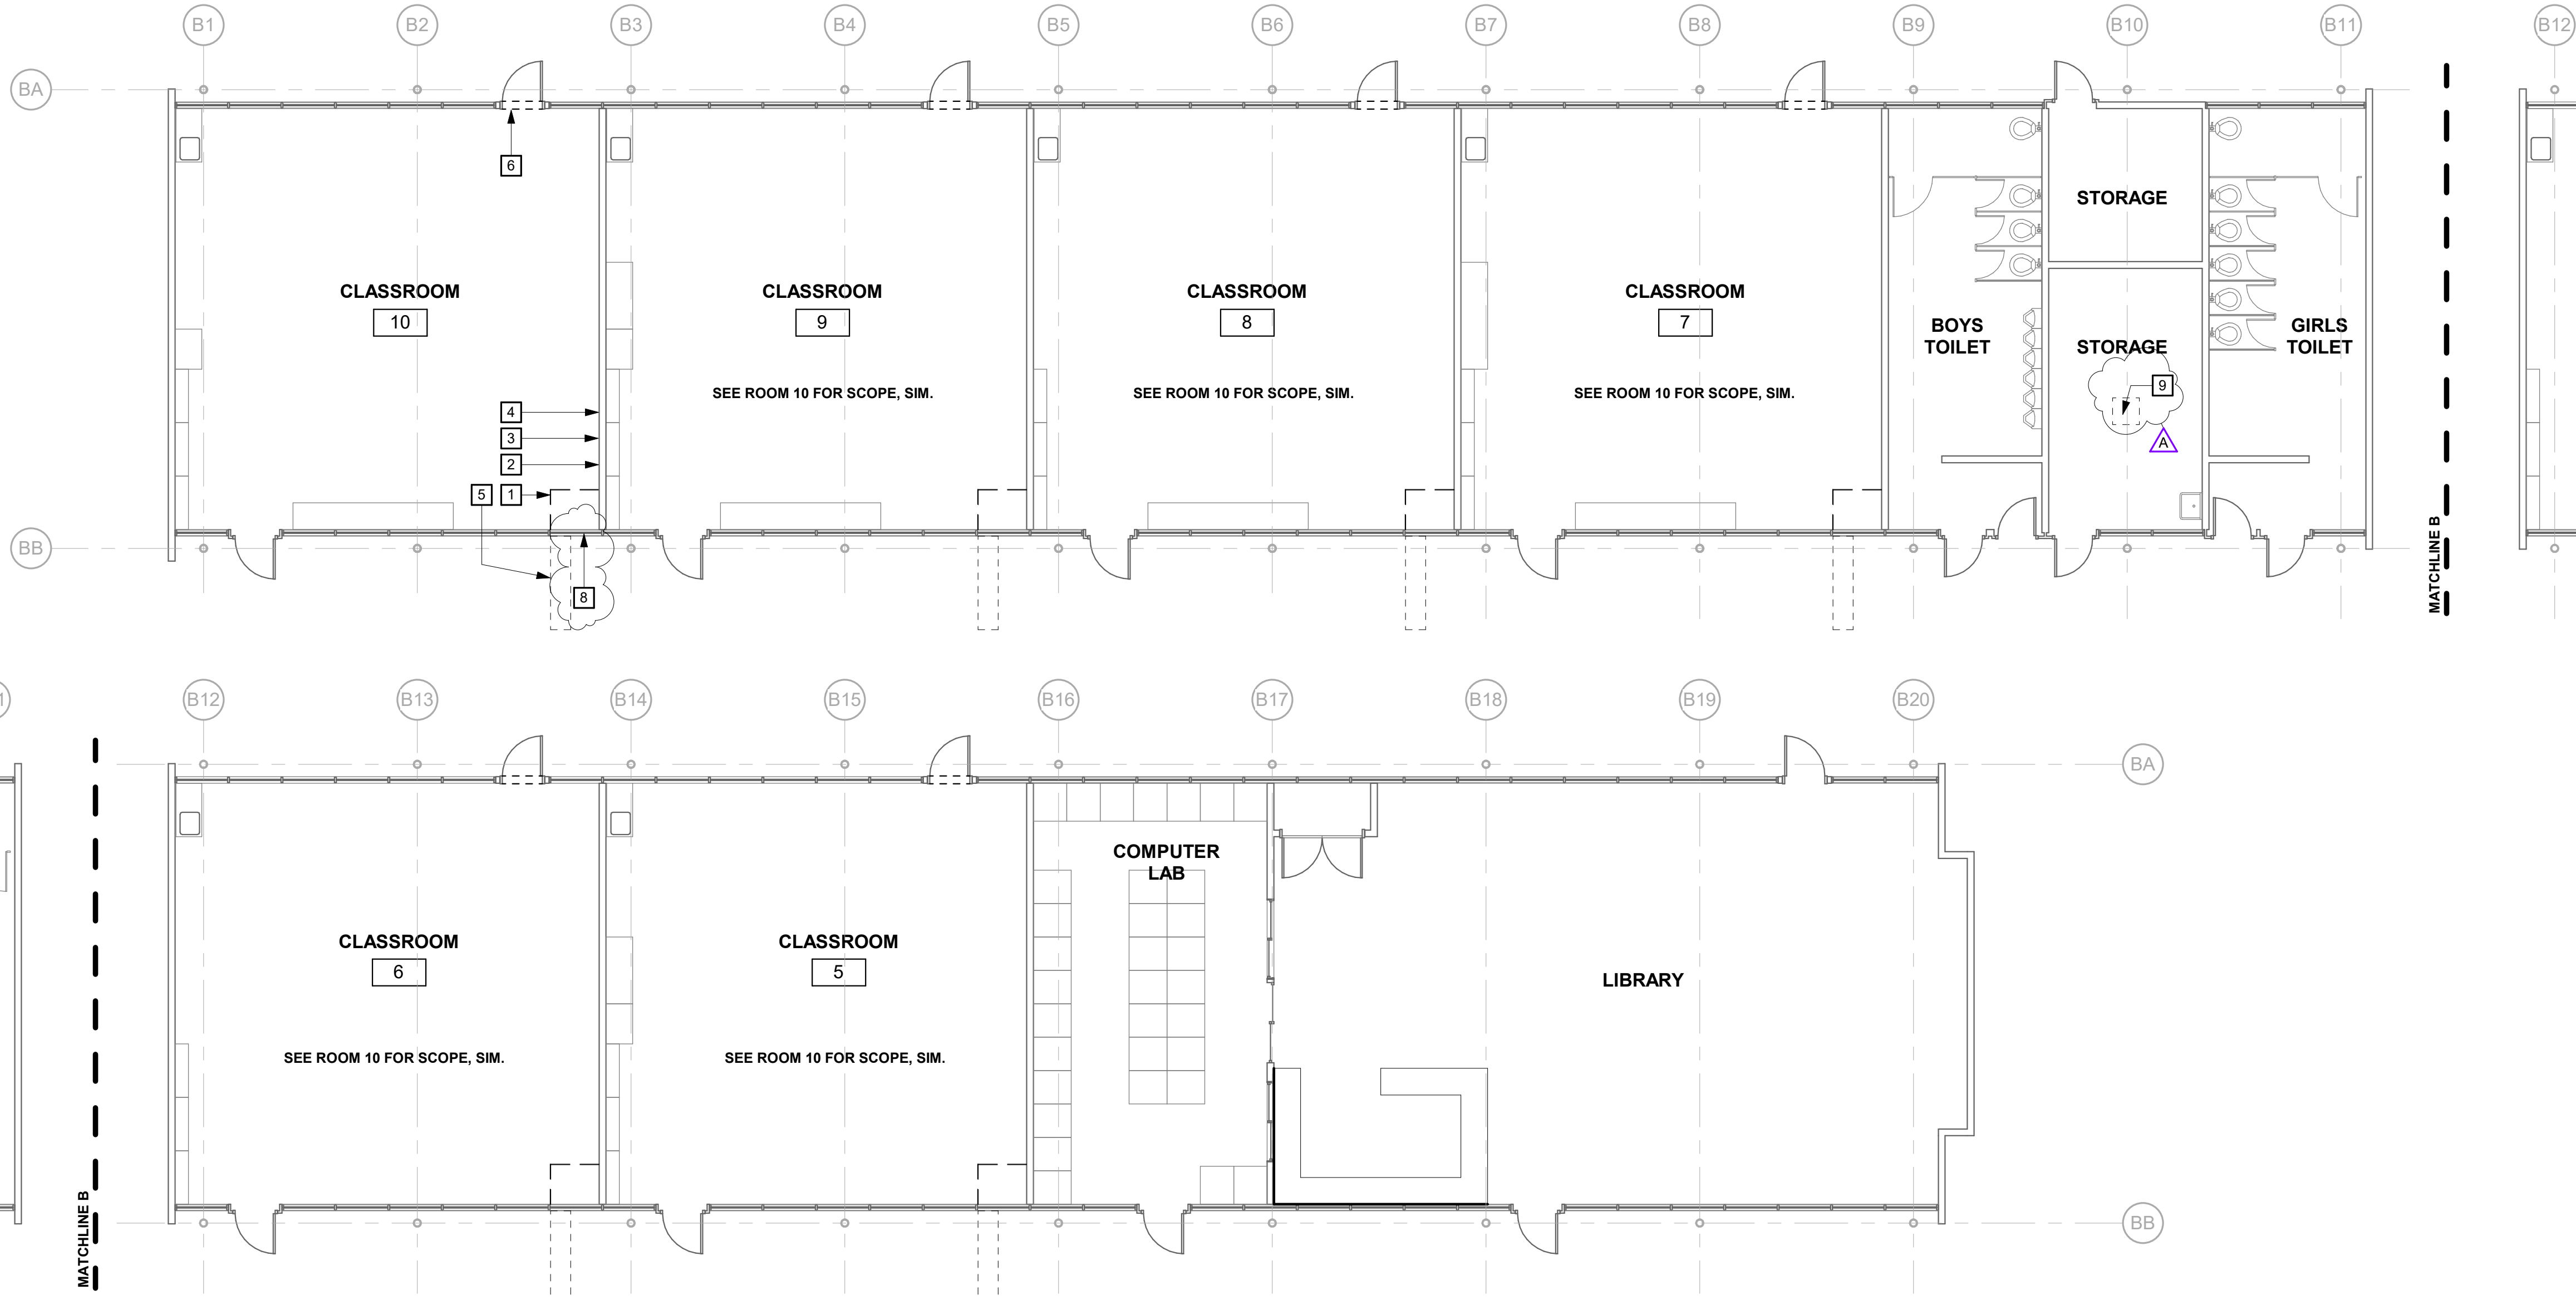 B1 B2 B3 B4 B5 B6 B7 B8 B9 B10 B11 B12
BA
6
STORAGE
CLASSROOM CLASSROOM CLASSROOM CLASSROOM
10 9 8 7
BOYS
TOILET
STORAGE
GIRLS
TOILET
9
A
SEE ROOM 10 FOR SCOPE, SIM. SEE ROOM 10 FOR SCOPE, SIM. SEE ROOM 10 FOR SCOPE, SIM.
4
3
2
5 1
BB
8
MATCHLINE B
B12 B13 B14 B15 B16 B17 B18 B19 B20
BA
COMPUTER
LAB
CLASSROOM CLASSROOM
6 5
LIBRARY
SEE ROOM 10 FOR SCOPE, SIM. SEE ROOM 10 FOR SCOPE, SIM.
MATCHLINE B
BB